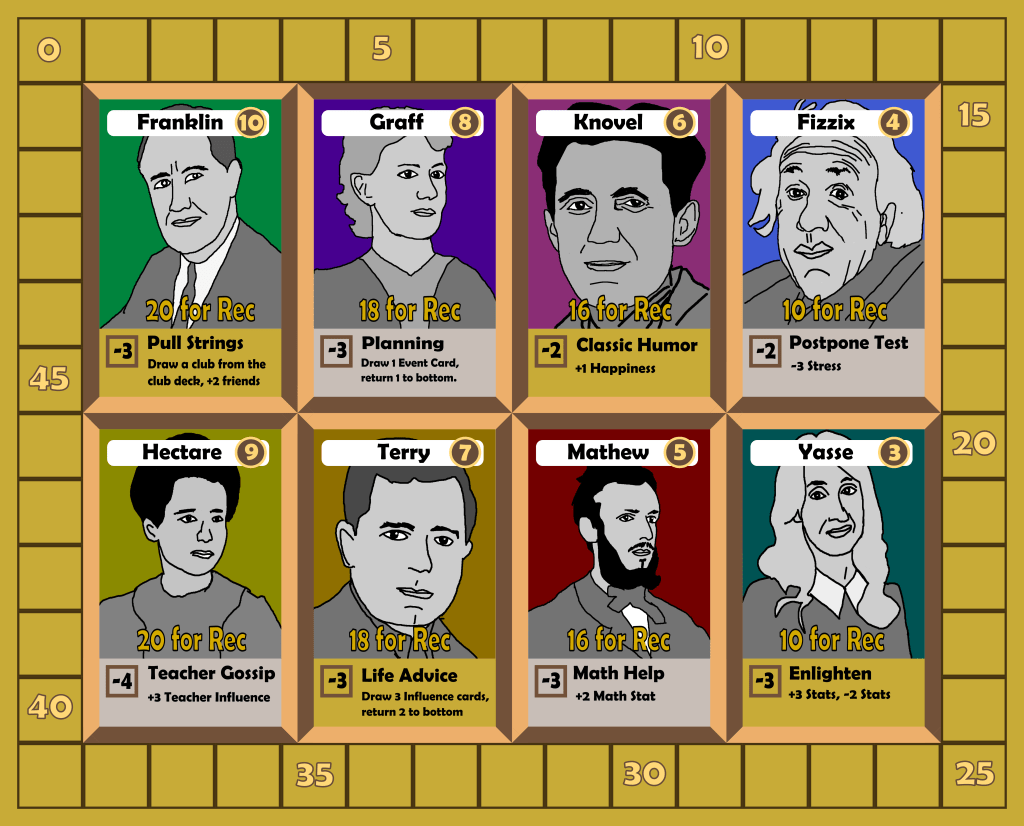 0
5
10
15
Franklin 10
20 for Rec
-3 Pull Strings
Draw a club from the
club deck, +2 friends
Graff 8
18 for Rec
-3 Planning
Draw 1 Event Card,
return 1 to bottom.
Knovel 6
16 for Rec
-2 Classic Humor
+1 Happiness
Fizzix 4
10 for Rec
-2 Postpone Test
-3 Stress
45
20
Hectare 9
20 for Rec
-4 Teacher Gossip
+3 Teacher Influence
Terry 7
18 for Rec
-3 Life Advice
Draw 3 Influence cards,
return 2 to bottom
Mathew 5
16 for Rec
-3 Math Help
+2 Math Stat
Yasse 3
10 for Rec
-3 Enlighten
+3 Stats, -2 Stats
40
35
30
25